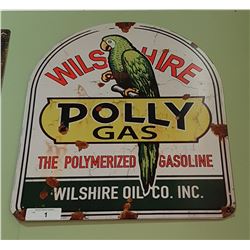 WILSHIRE
POLLY
GAS
THE POLYMERIZED GASOLINE
WILSHIRE OIL CO. INC.
1